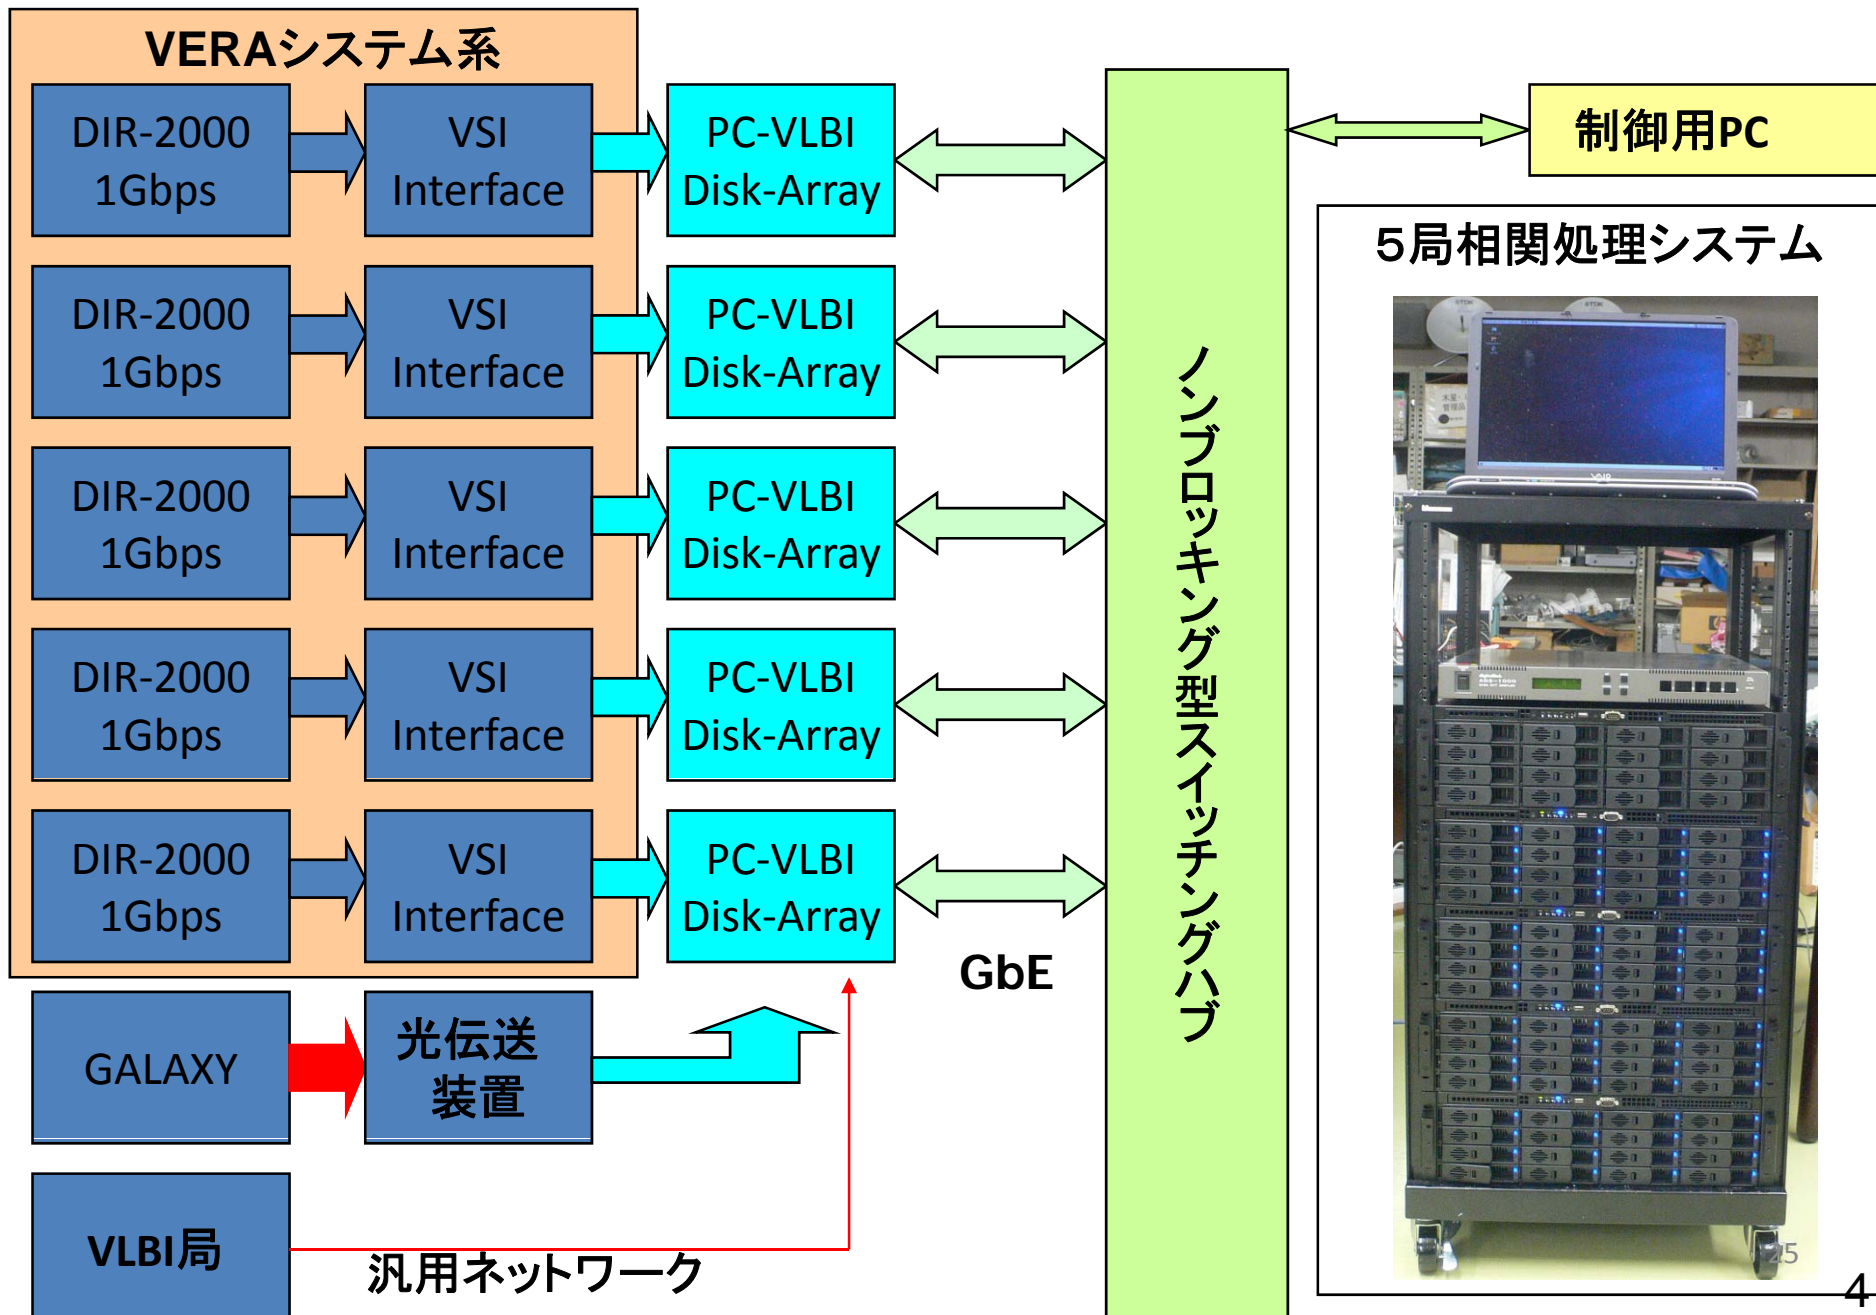 VERAシステム系
DIR-2000
1Gbps
VSI
Interface
PC-VLBI
Disk-Array
DIR-2000
1Gbps
VSI
Interface
PC-VLBI
Disk-Array
DIR-2000
1Gbps
VSI
Interface
PC-VLBI
Disk-Array
DIR-2000
1Gbps
VSI
Interface
PC-VLBI
Disk-Array
DIR-2000
1Gbps
VSI
Interface
PC-VLBI
Disk-Array
GbE
GALAXY
光伝送
装置
VLBI局
汎用ネットワーク
ノンブロッキング型スイッチングハブ
制御用PC
５局相関処理システム
VAIO
25
4